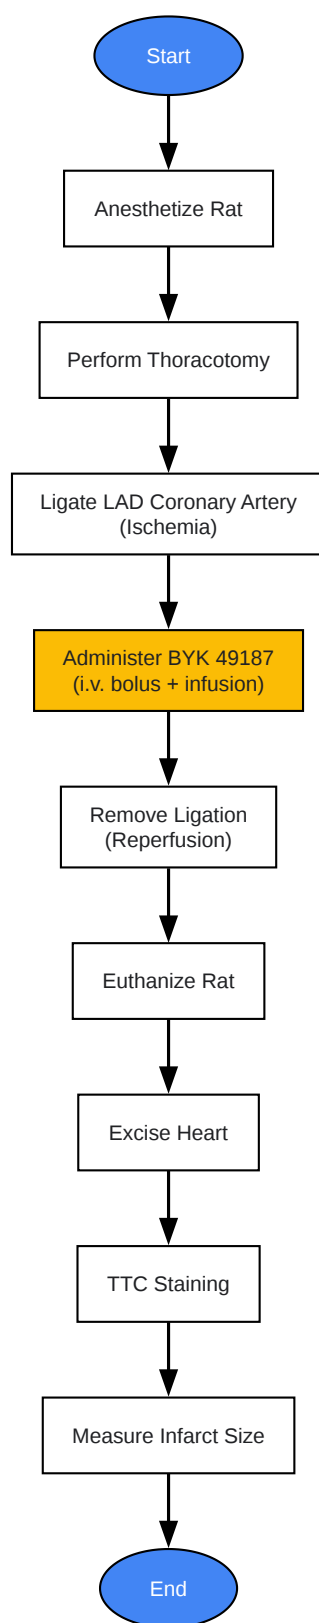 Start
Anesthetize Rat
Perform Thoracotomy
Ligate LAD Coronary Artery
(Ischemia)
Administer BYK 49187
(i.v. bolus + infusion)
Remove Ligation
(Reperfusion)
Euthanize Rat
Excise Heart
TTC Staining
Measure Infarct Size
End